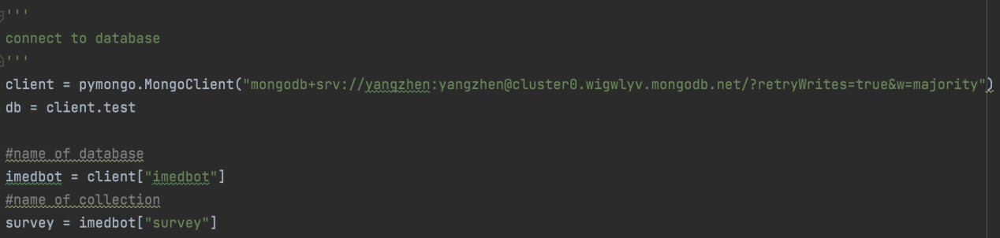 '''
connect to database
'''
client = pymongo.MongoClient("mongodb+srv://yangzhen:yangzhen@cluster0.wigwlyv.mongodb.net/?retryWrites=true&w=majority")
db = client.test
#name of database
imedbot = client["imedbot"]
#name of collection
survey = imedbot["survey"]